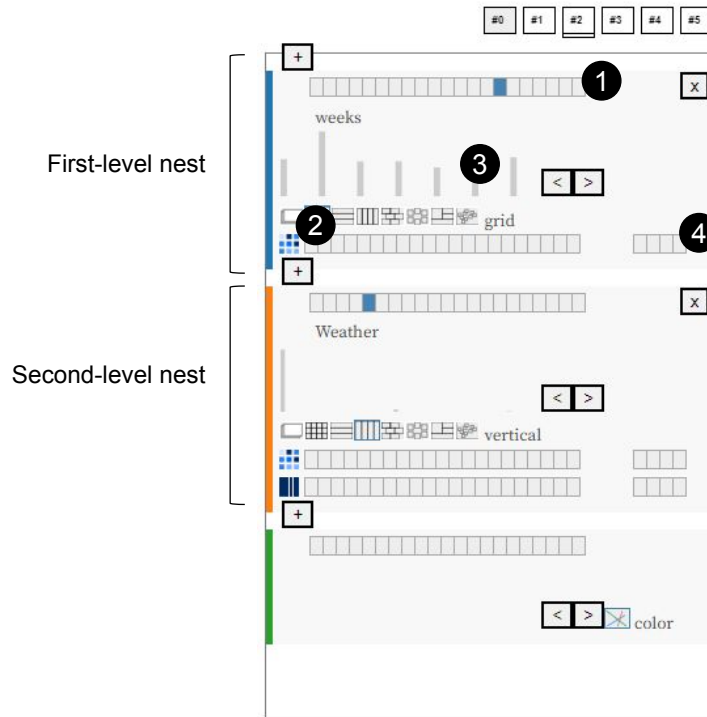 #0 #1 #2 #3 #4 #5
+
1
x
weeks
First-level nest
3
< >
2
grid
4
+
x
Weather
Second-level nest
< >
vertical
+
< >
color